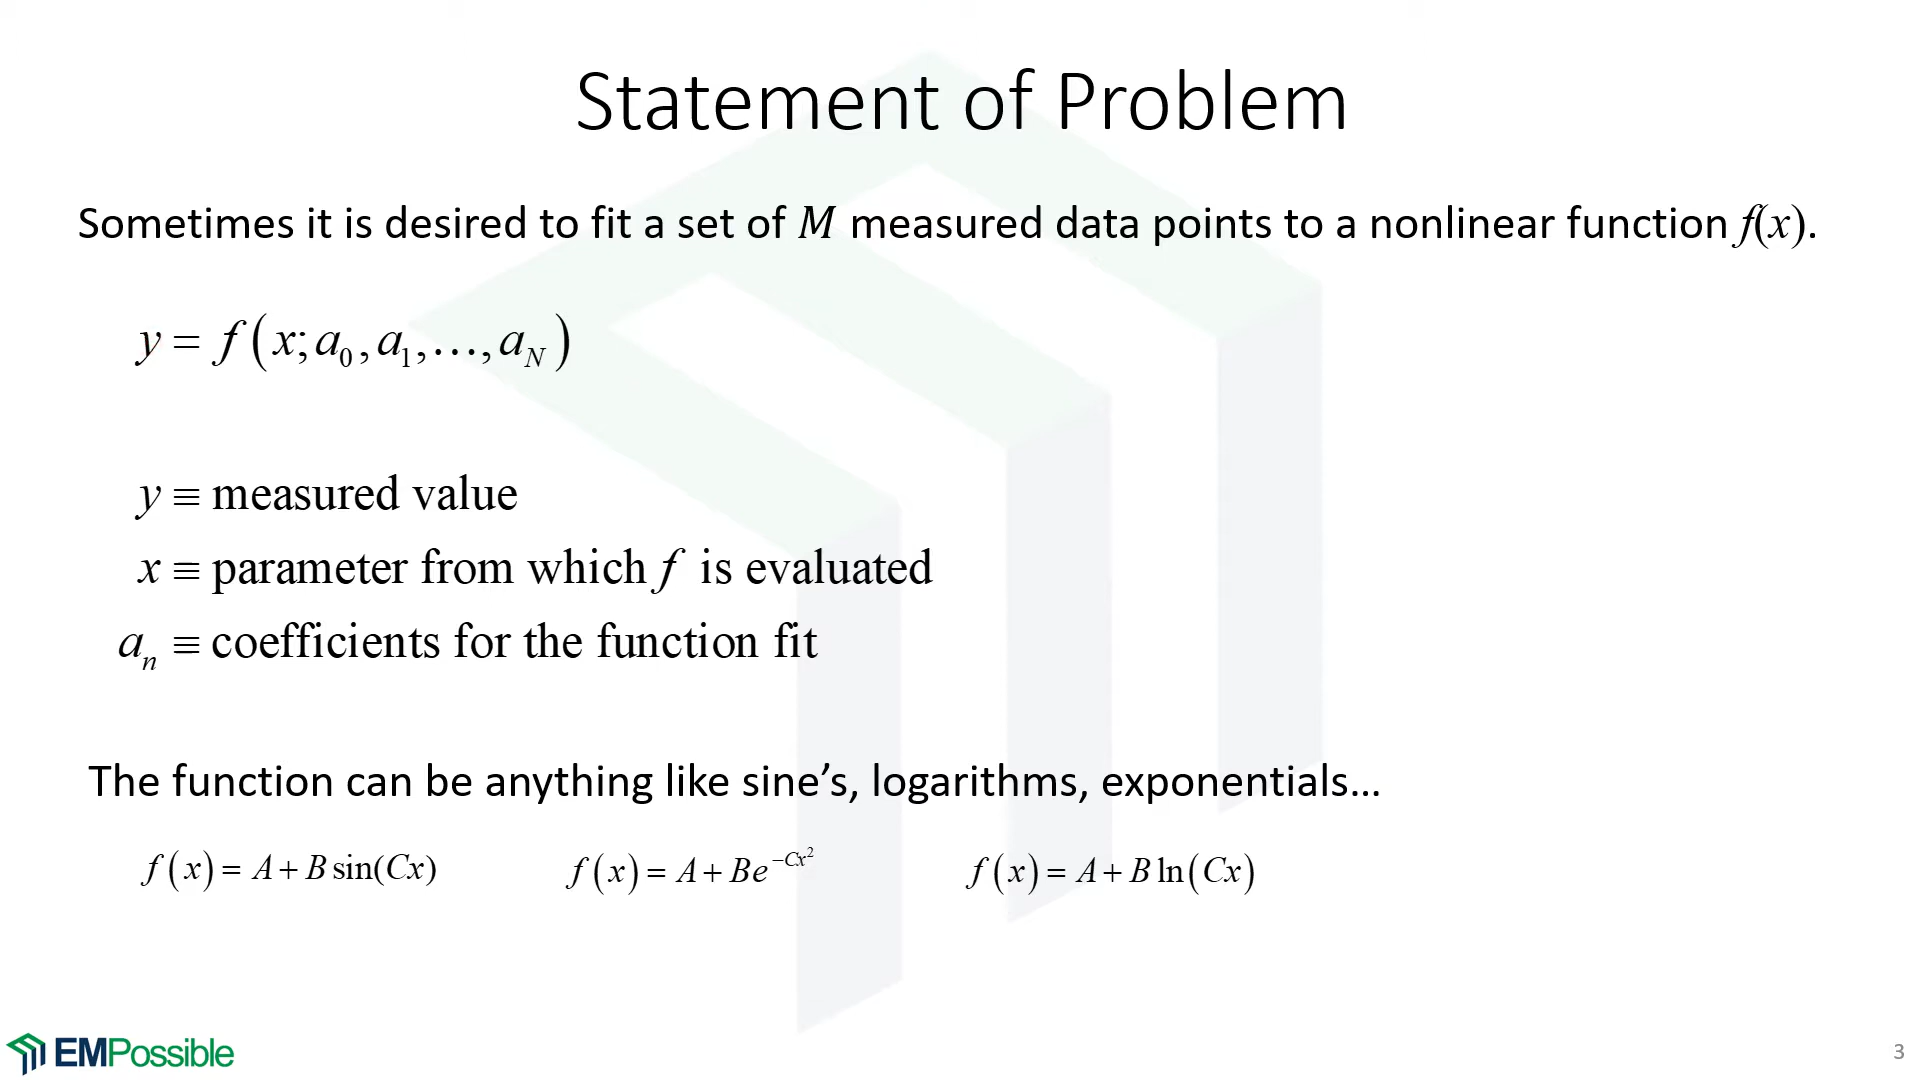 Statement of Problem
Sometimes it is desired to fit a set of M measured data points to a nonlinear function f(x).
y = f(x; a₀, a₁, …, a_N)
y ≡ measured value
x ≡ parameter from which f is evaluated
aₙ ≡ coefficients for the function fit
The function can be anything like sine’s, logarithms, exponentials…
f(x) = A + B sin(Cx)
f(x) = A + Be^(−Cx²)
f(x) = A + B ln(Cx)
EMPossible
3